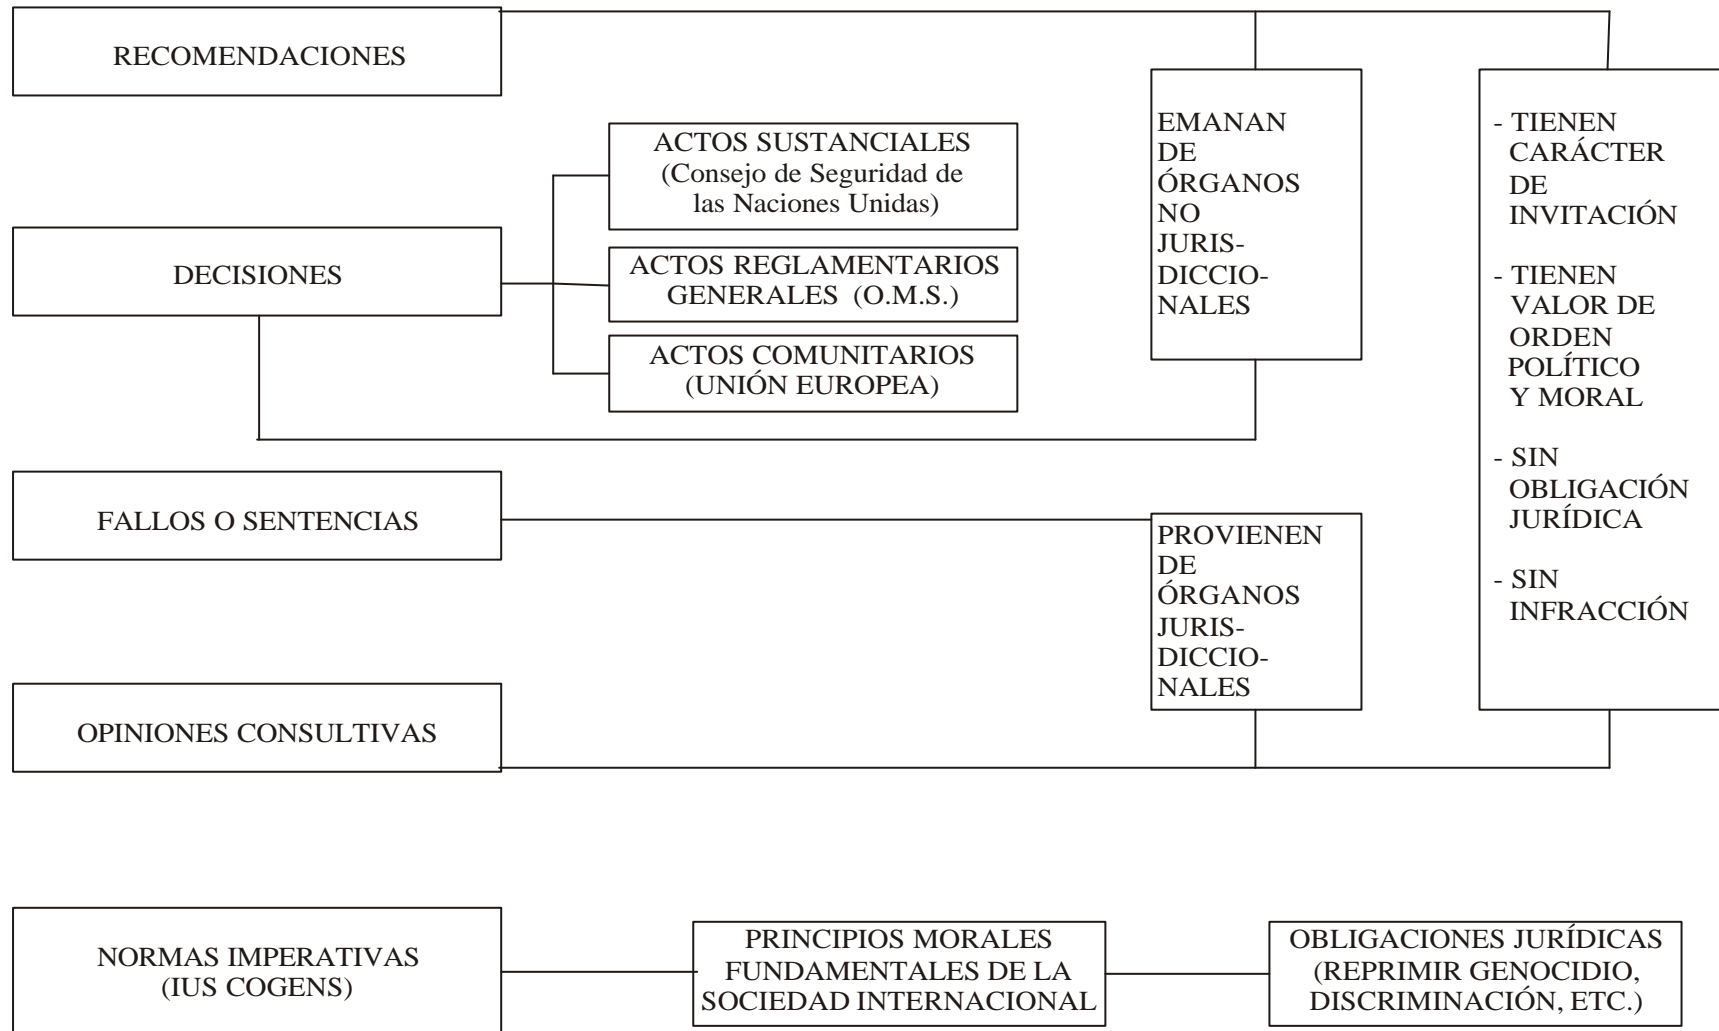 RECOMENDACIONES
ACTOS SUSTANCIALES
(Consejo de Seguridad de
las Naciones Unidas)
DECISIONES
ACTOS REGLAMENTARIOS
GENERALES (O.M.S.)
ACTOS COMUNITARIOS
(UNIÓN EUROPEA)
EMANAN
DE
ÓRGANOS
NO
JURIS-
DICCIO-
NALES
- TIENEN
CARÁCTER
DE
INVITACIÓN
- TIENEN
VALOR DE
ORDEN
POLÍTICO
Y MORAL
- SIN
OBLIGACIÓN
JURÍDICA
- SIN
INFRACCIÓN
FALLOS O SENTENCIAS
PROVIENEN
DE
ÓRGANOS
JURIS-
DICCIO-
NALES
OPINIONES CONSULTIVAS
NORMAS IMPERATIVAS
(IUS COGENS)
PRINCIPIOS MORALES
FUNDAMENTALES DE LA
SOCIEDAD INTERNACIONAL
OBLIGACIONES JURÍDICAS
(REPRIMIR GENOCIDIO,
DISCRIMINACIÓN, ETC.)